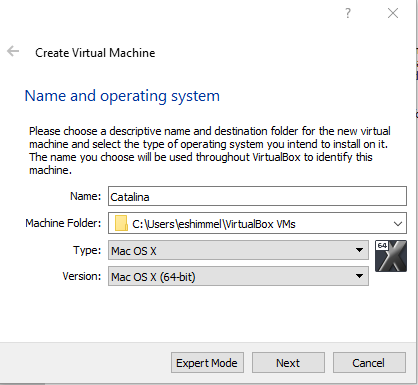 ?
Create Virtual Machine
Name and operating system
Please choose a descriptive name and destination folder for the new virtual
machine and select the type of operating system you intend to install on it.
The name you choose will be used throughout VirtualBox to identify this
machine.
Name: Catalina
Machine Folder: C:\Users\eshimmel\VirtualBox VMs
Type: Mac OS X
64
X
Version: Mac OS X (64-bit)
Expert Mode Next Cancel